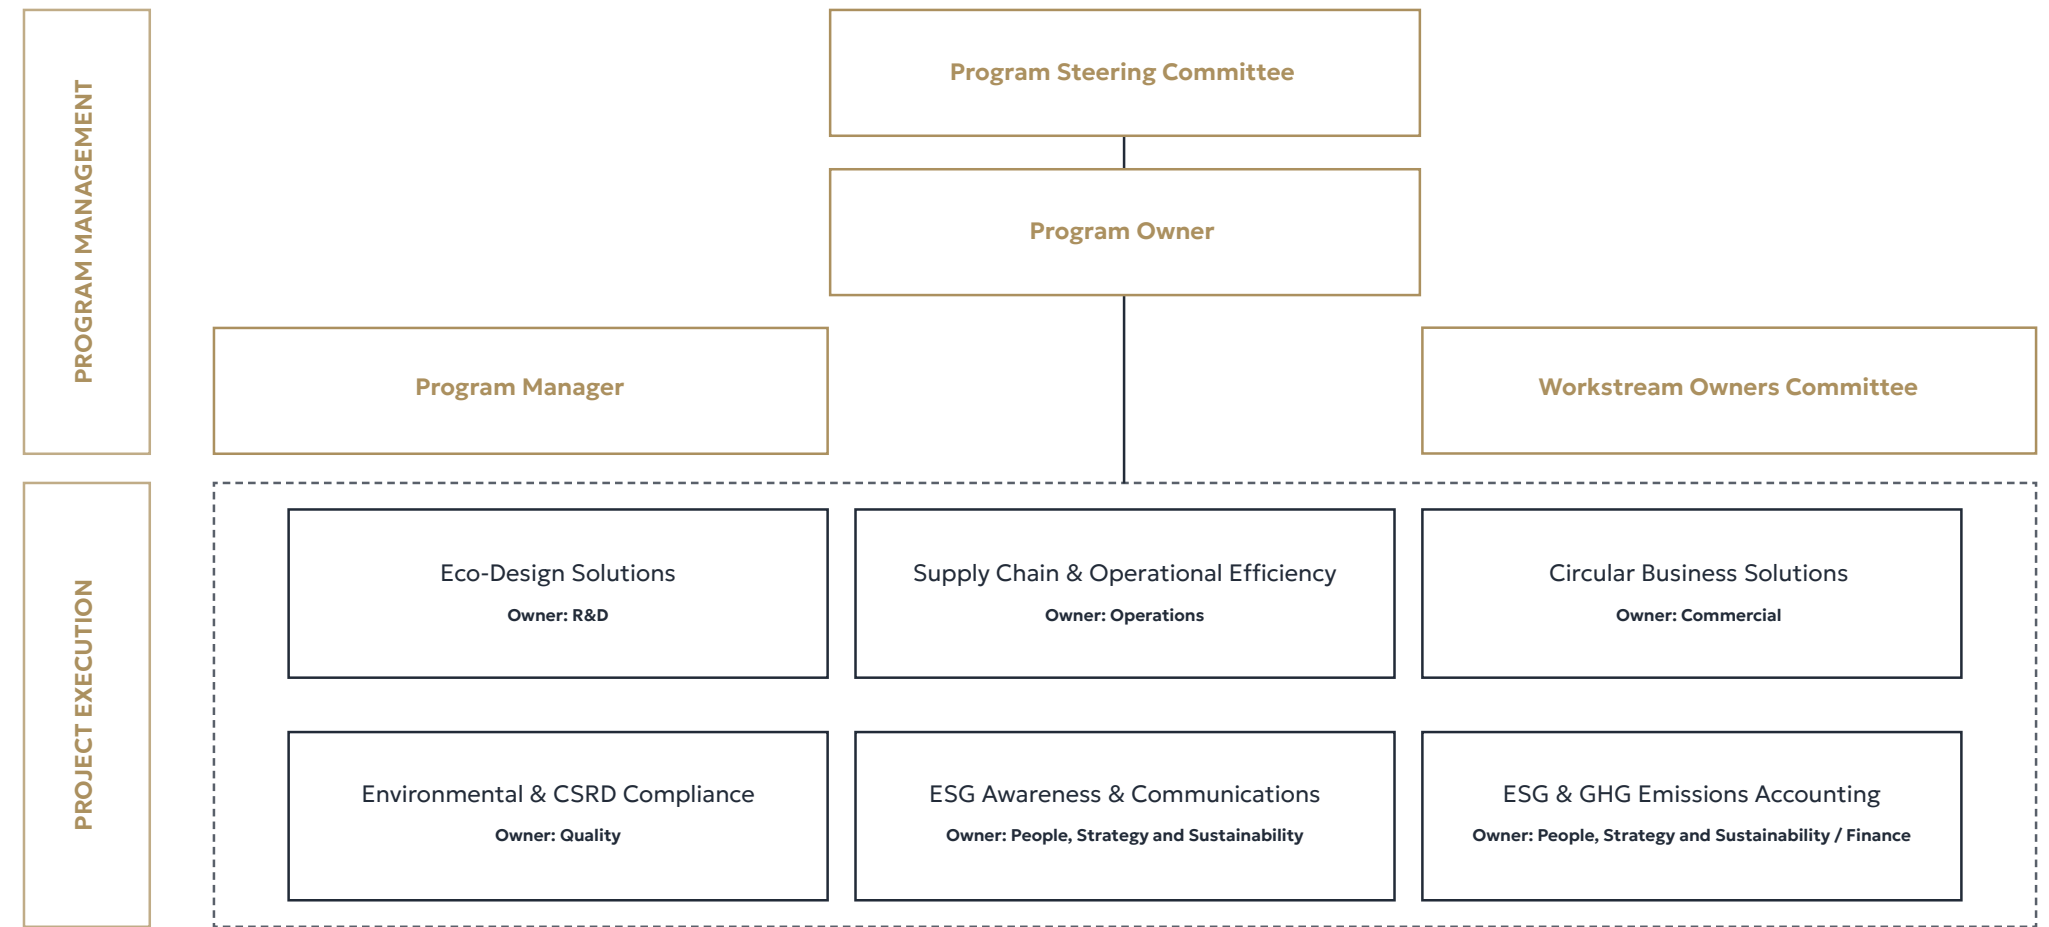 PROGRAM MANAGEMENT
Program Steering Committee
Program Owner
Program Manager
Workstream Owners Committee
PROJECT EXECUTION
Eco-Design Solutions
Owner: R&D
Supply Chain & Operational Efficiency
Owner: Operations
Circular Business Solutions
Owner: Commercial
Environmental & CSRD Compliance
Owner: Quality
ESG Awareness & Communications
Owner: People, Strategy and Sustainability
ESG & GHG Emissions Accounting
Owner: People, Strategy and Sustainability / Finance